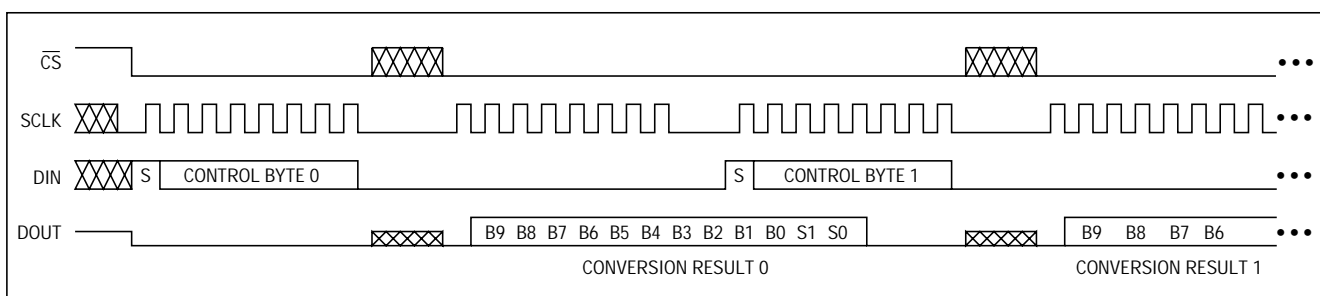 CS •••
SCLK •••
DIN S CONTROL BYTE 0 S CONTROL BYTE 1 •••
DOUT B9 B8 B7 B6 B5 B4 B3 B2 B1 B0 S1 S0 B9 B8 B7 B6 •••
CONVERSION RESULT 0 CONVERSION RESULT 1